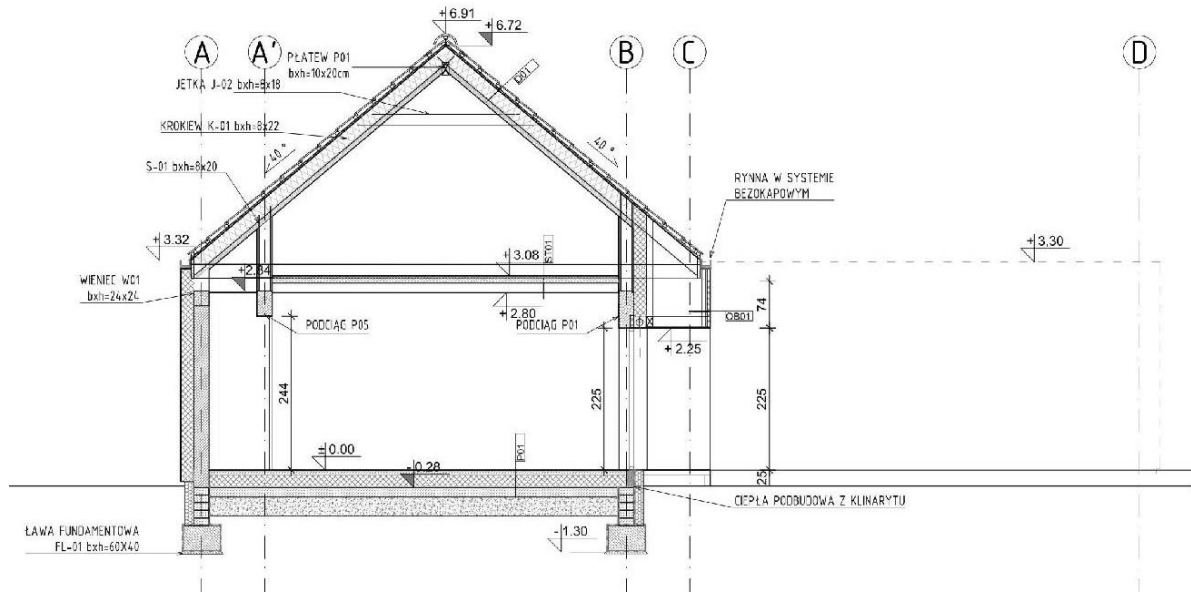 + 6.91
+ 6.72
A
A'
B
C
D
PŁATEW P01
bxh=10x20cm
D01
JĘTKA J-02 bxh=8x18
KROKIEW K-01 bxh=8x22
40°
40°
S-01 bxh=8x20
RYNNA W SYSTEMIE
BEZOKAPOWYM
+ 3.32
+ 3.08
ST01
+ 3.30
+2.84
WIENIEC W01
bxh=24x24
+ 2.80
74
PODCIĄG P05
PODCIĄG P01
OB01
+ 2.25
244
225
225
± 0.00
P01
- 0.28
25
CIEPŁA PODBUDOWA Z KLINARYTU
ŁAWA FUNDAMENTOWA
FL-01 bxh=60X40
- 1.30